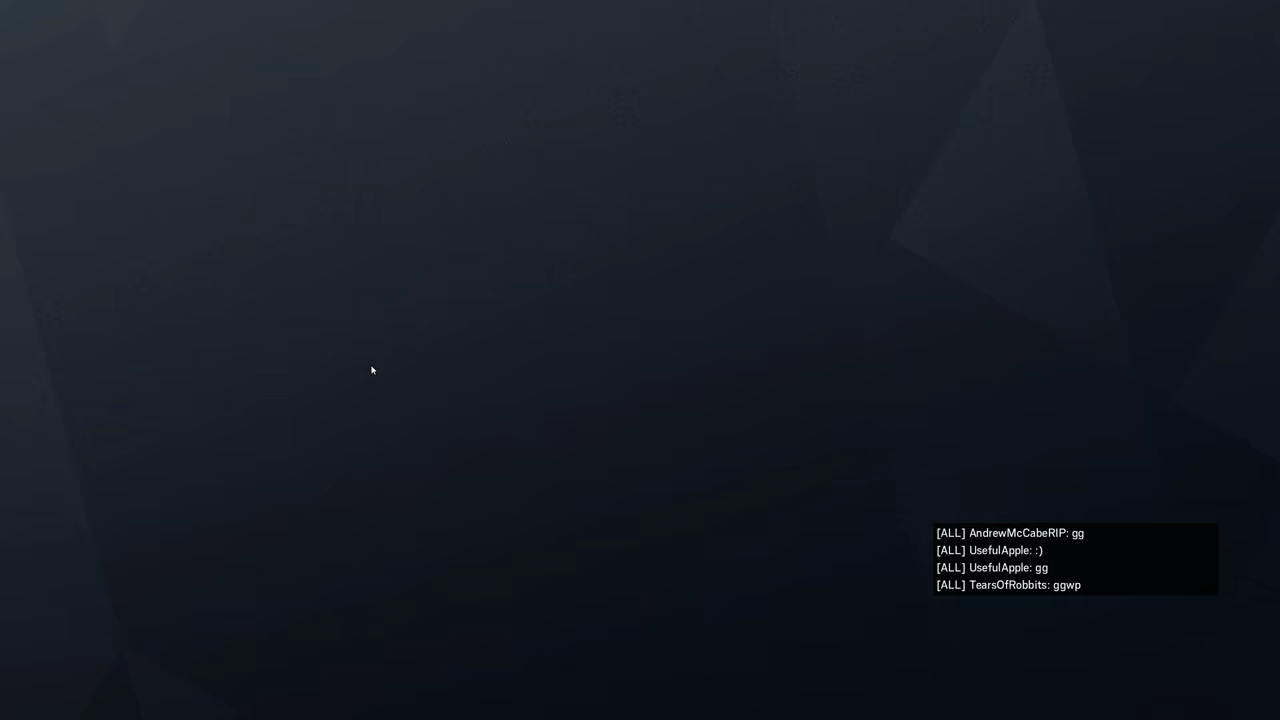 [ALL] AndrewMcCabeRIP: gg
[ALL] UsefulApple: :)
[ALL] UsefulApple: gg
[ALL] TearsOfRobbits: ggwp